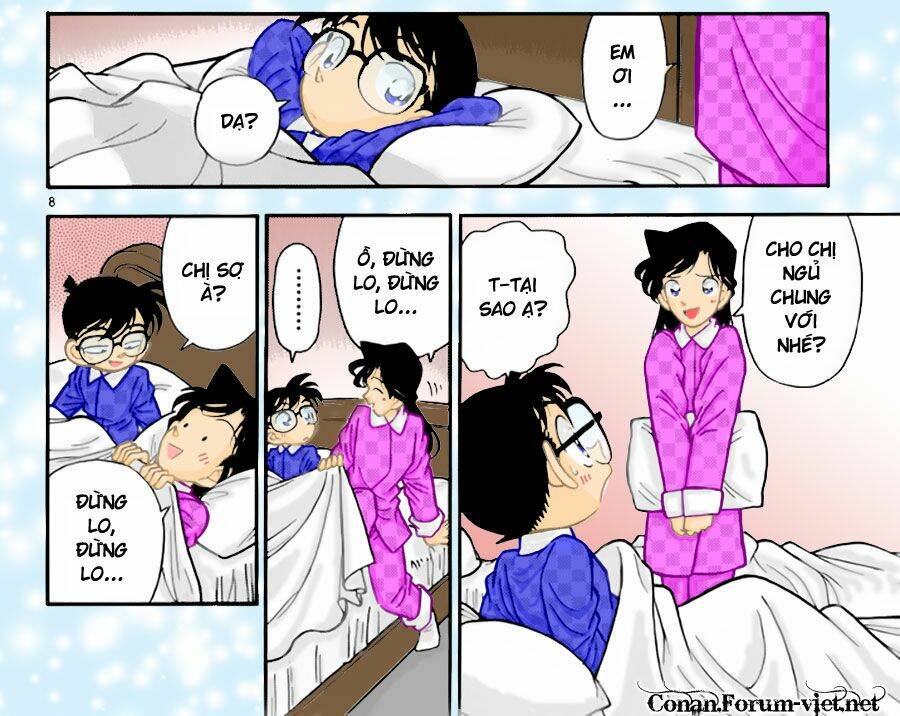 EM
ƠI
...
DẠ?
8
CHO CHỊ
NGỦ
CHUNG
VỚI
NHÉ?
T-TẠI
SAO Ạ?
Ồ, ĐỪNG
LO, ĐỪNG
LO...
.........
CHỊ SỢ
À?
ĐỪNG
LO,
ĐỪNG
LO...
Conan.Forum-viet.net